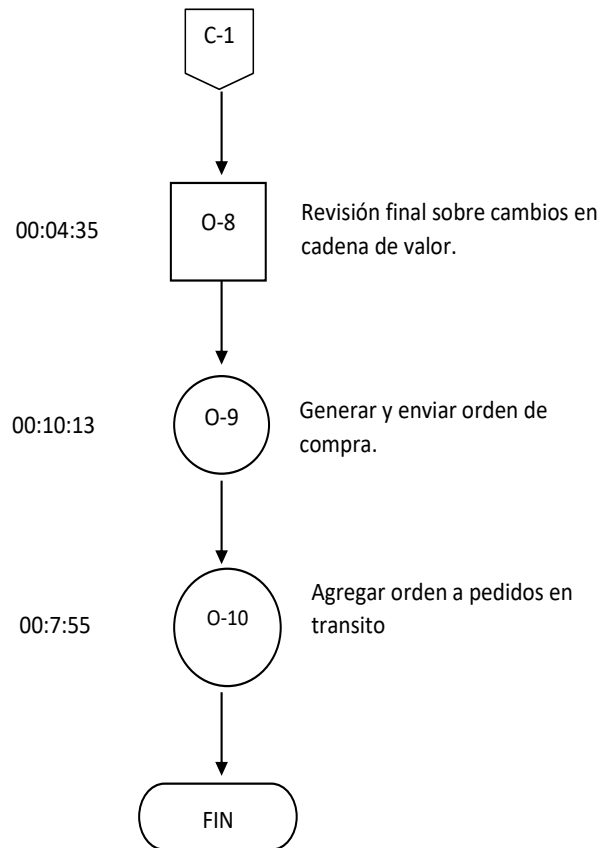 C-1
00:04:35
O-8
Revisión final sobre cambios en
cadena de valor.
00:10:13
O-9
Generar y enviar orden de
compra.
00:7:55
O-10
Agregar orden a pedidos en
transito
FIN